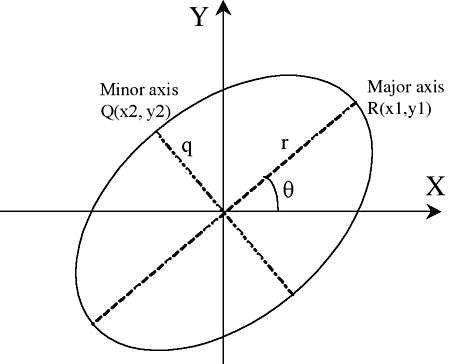 Y
Minor axis
Q(x2, y2)
Major axis
R(x1,y1)
q
r
θ
X